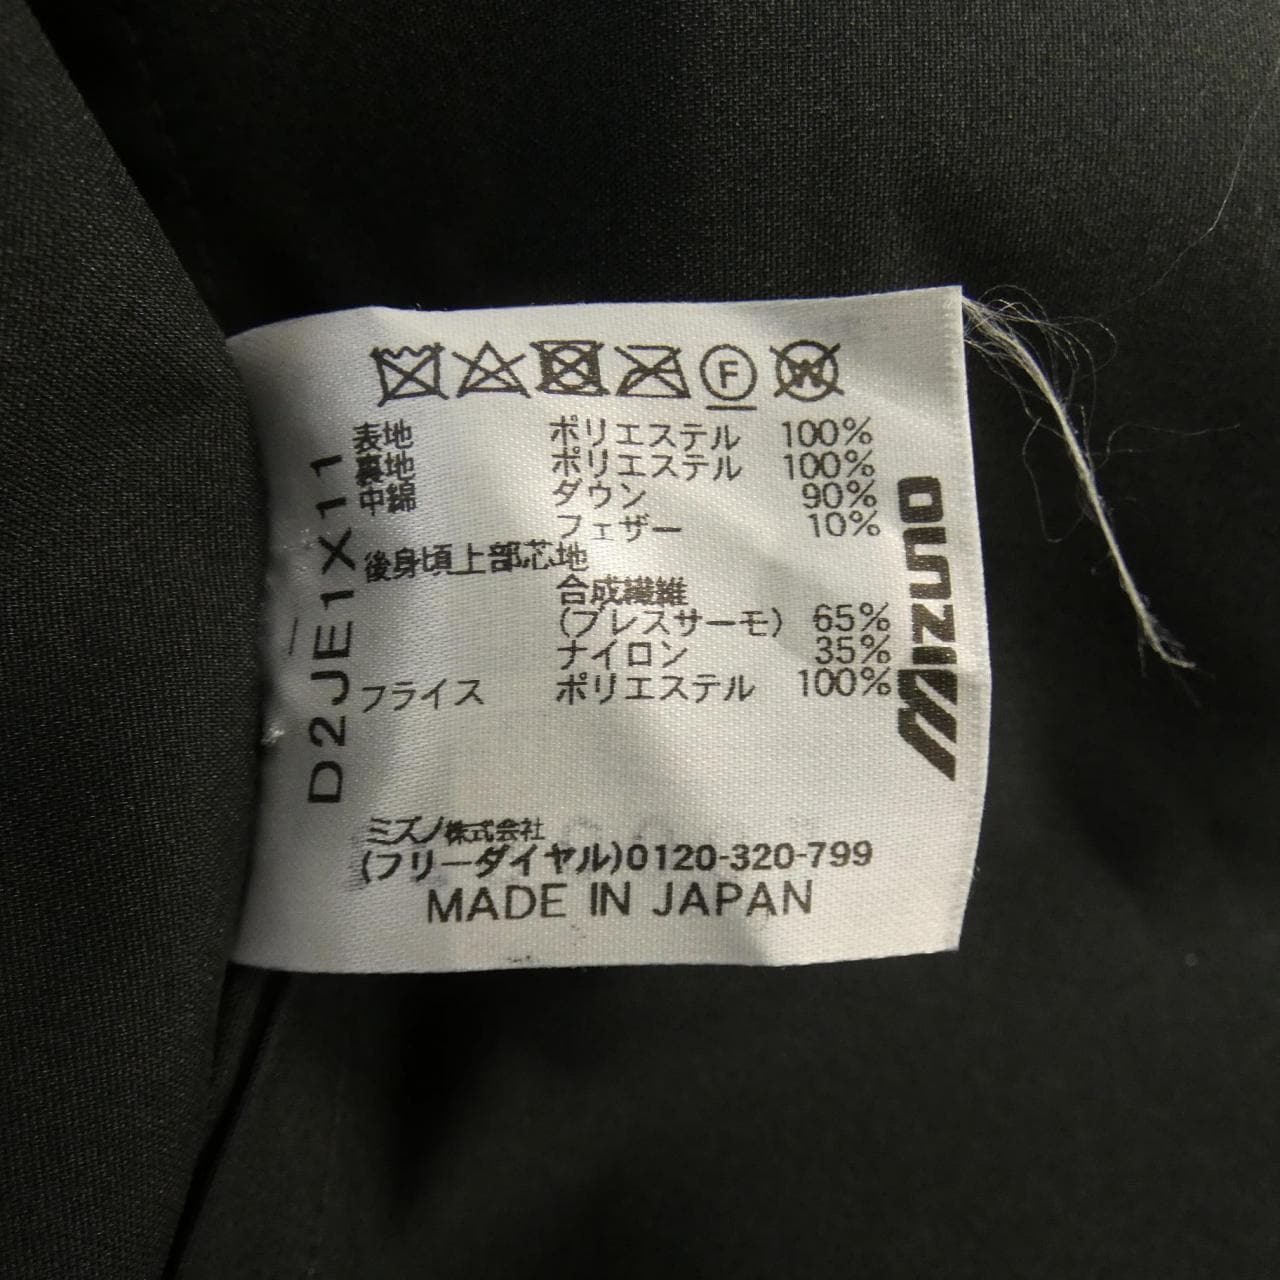 F W
表地 ポリエステル 100%
裏地 ポリエステル 100%
中綿 ダウン 90%
フェザー 10%
後身頃上部芯地
合成繊維
(ブレスサーモ) 65%
ナイロン 35%
フライス ポリエステル 100%
ミズノ株式会社
(フリーダイヤル)0120-320-799
MADE IN JAPAN
D2JE1X11
MIZUNO